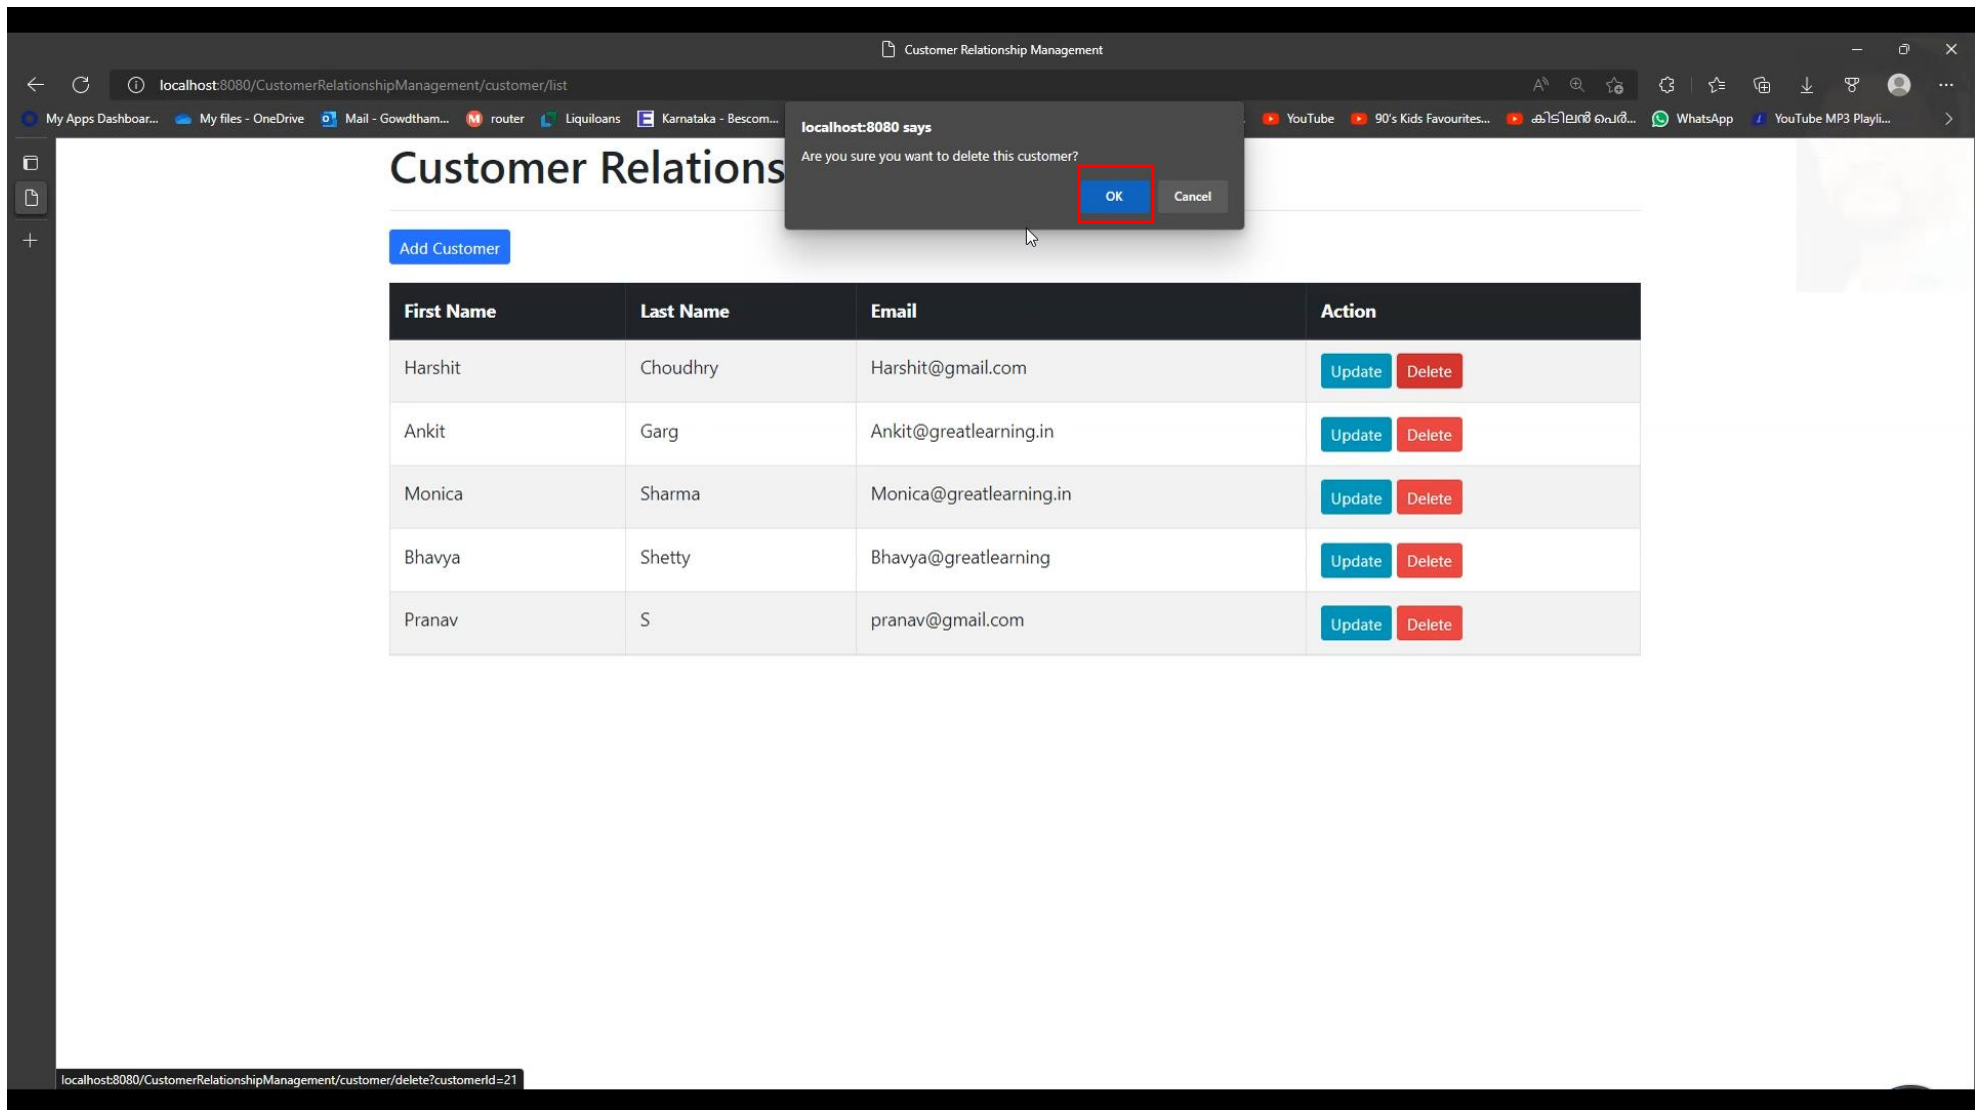 Customer Relationship Management
localhost:8080/CustomerRelationshipManagement/customer/list
My Apps Dashboar... My files - OneDrive Mail - Gowdtham... router Liquiloans Karnataka - Bescom... YouTube 90's Kids Favourites... കിടിലൻ പെർ... WhatsApp YouTube MP3 Playli...
localhost:8080 says
Are you sure you want to delete this customer?
OK Cancel
Customer Relations
Add Customer
First Name Last Name Email Action
Harshit Choudhry Harshit@gmail.com Update Delete
Ankit Garg Ankit@greatlearning.in Update Delete
Monica Sharma Monica@greatlearning.in Update Delete
Bhavya Shetty Bhavya@greatlearning Update Delete
Pranav S pranav@gmail.com Update Delete
localhost:8080/CustomerRelationshipManagement/customer/delete?customerId=21